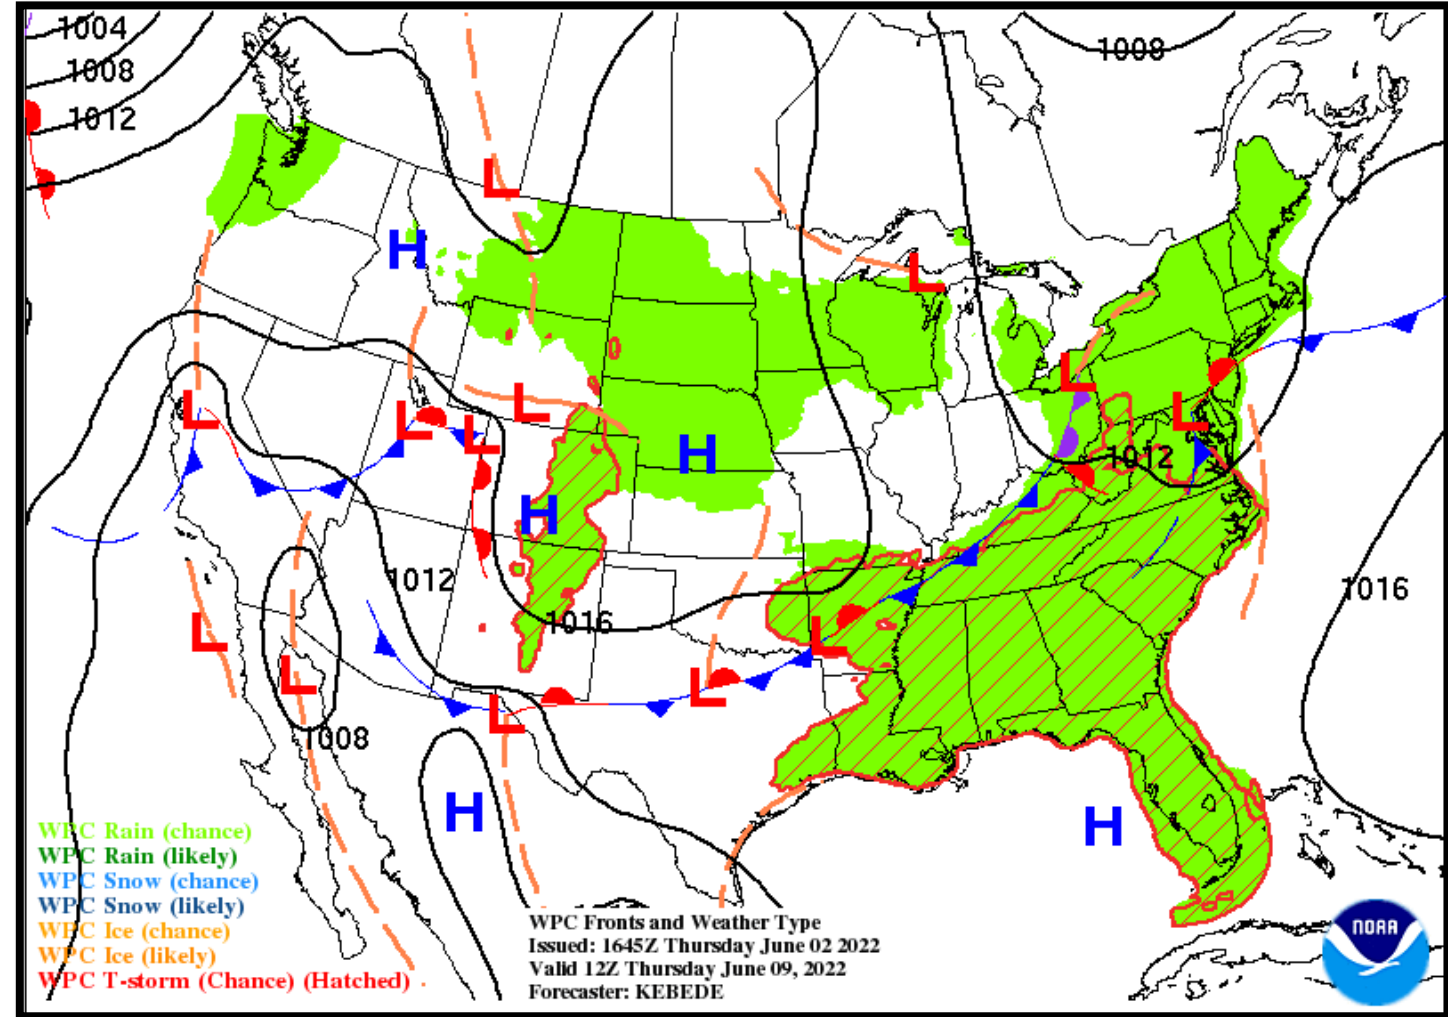 1004
1008
1008
1012
H
L
L
H
L
L
L
L
L
L
1012
H
H
1012
1016
1016
L
L
L
L
L
1008
H
H
WPC Rain (chance)
WPC Rain (likely)
WPC Snow (chance)
WPC Snow (likely)
WPC Ice (chance)
WPC Ice (likely)
WPC T-storm (Chance) (Hatched)
WPC Fronts and Weather Type
Issued: 1645Z Thursday June 02 2022
Valid 12Z Thursday June 09, 2022
Forecaster: KEBEDE
NOAA